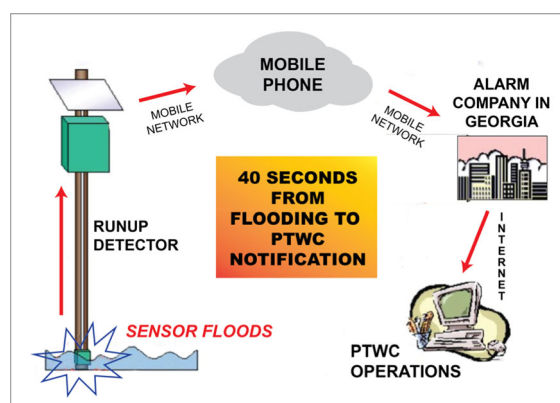 MOBILE
PHONE
MOBILE
NETWORK
MOBILE
NETWORK
ALARM
COMPANY IN
GEORGIA
40 SECONDS
FROM
FLOODING TO
PTWC
NOTIFICATION
RUNUP
DETECTOR
INTERNET
SENSOR FLOODS
PTWC
OPERATIONS